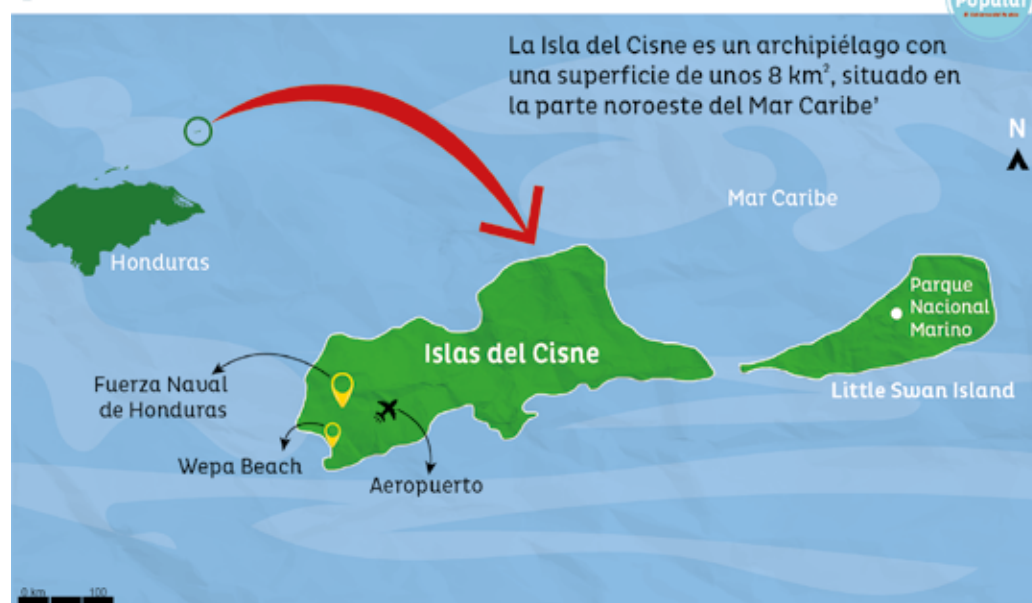 Popular
La Isla del Cisne es un archipiélago con
una superficie de unos 8 km², situado en
la parte noroeste del Mar Caribe'
N
Mar Caribe
Honduras
Parque
Nacional
Marino
Islas del Cisne
Little Swan Island
Fuerza Naval
de Honduras
Wepa Beach
Aeropuerto
0 km 100